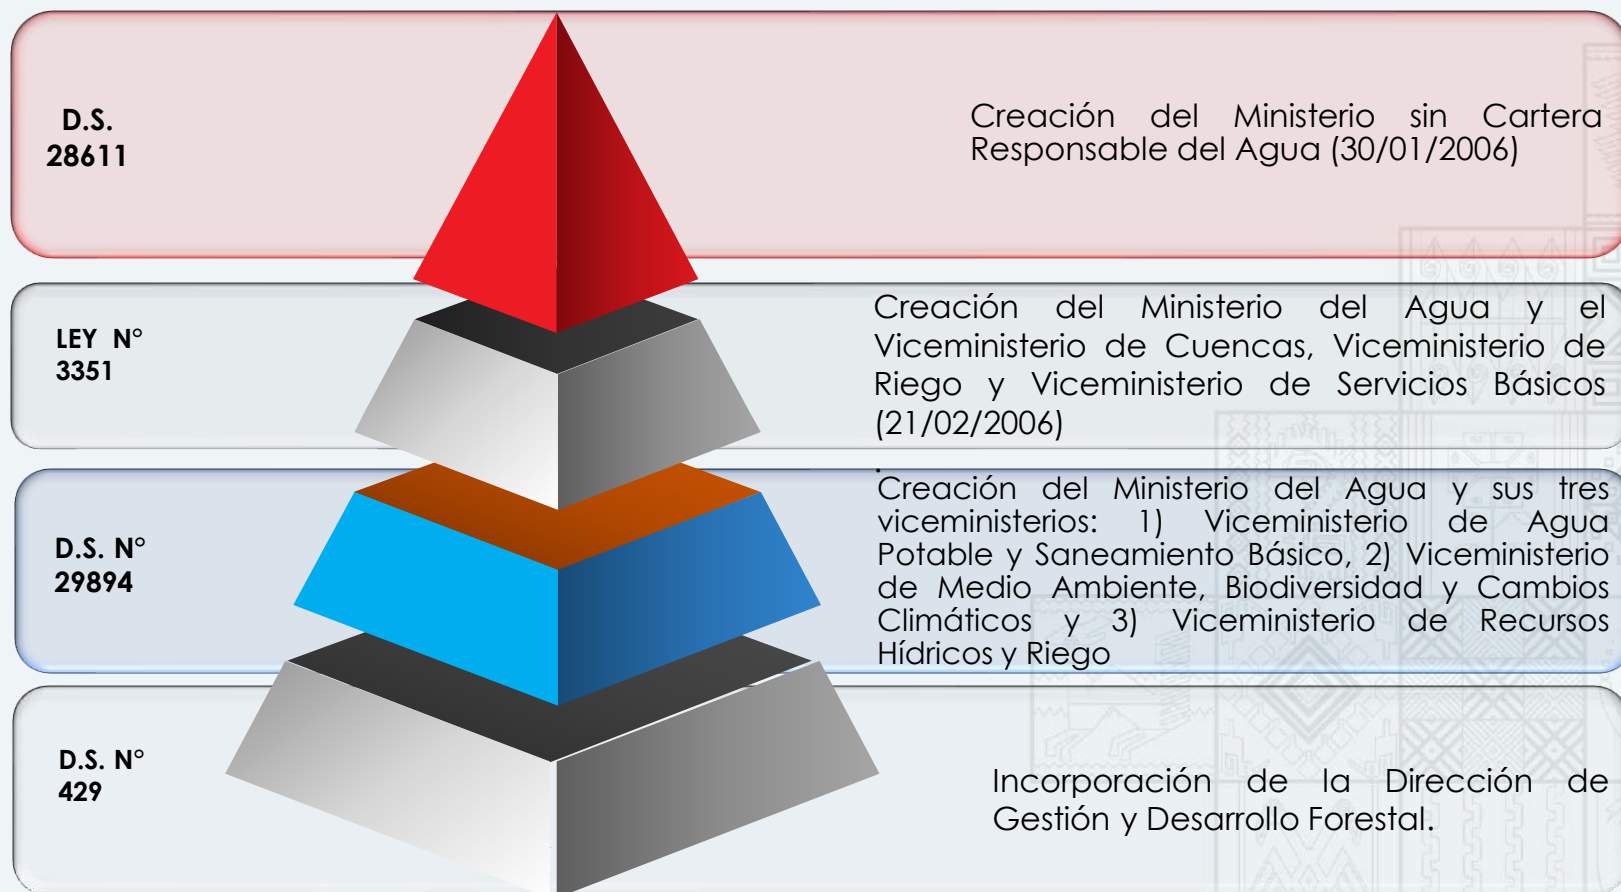 D.S.
28611
Creación del Ministerio sin Cartera
Responsable del Agua (30/01/2006)
LEY N°
3351
Creación del Ministerio del Agua y el
Viceministerio de Cuencas, Viceministerio de
Riego y Viceministerio de Servicios Básicos
(21/02/2006)
.
D.S. N°
29894
Creación del Ministerio del Agua y sus tres
viceministerios: 1) Viceministerio de Agua
Potable y Saneamiento Básico, 2) Viceministerio
de Medio Ambiente, Biodiversidad y Cambios
Climáticos y 3) Viceministerio de Recursos
Hídricos y Riego
D.S. N°
429
Incorporación de la Dirección de
Gestión y Desarrollo Forestal.